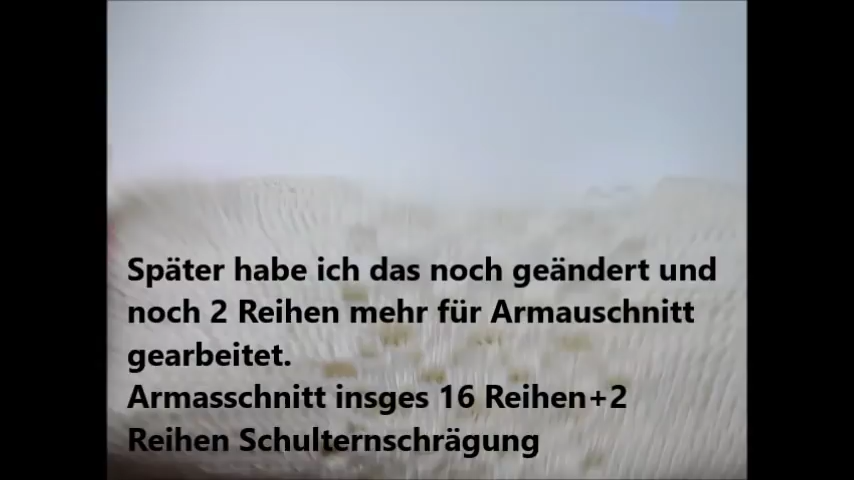 Später habe ich das noch geändert und
noch 2 Reihen mehr für Armauschnitt
gearbeitet.
Armasschnitt insges 16 Reihen+2
Reihen Schulternschrägung